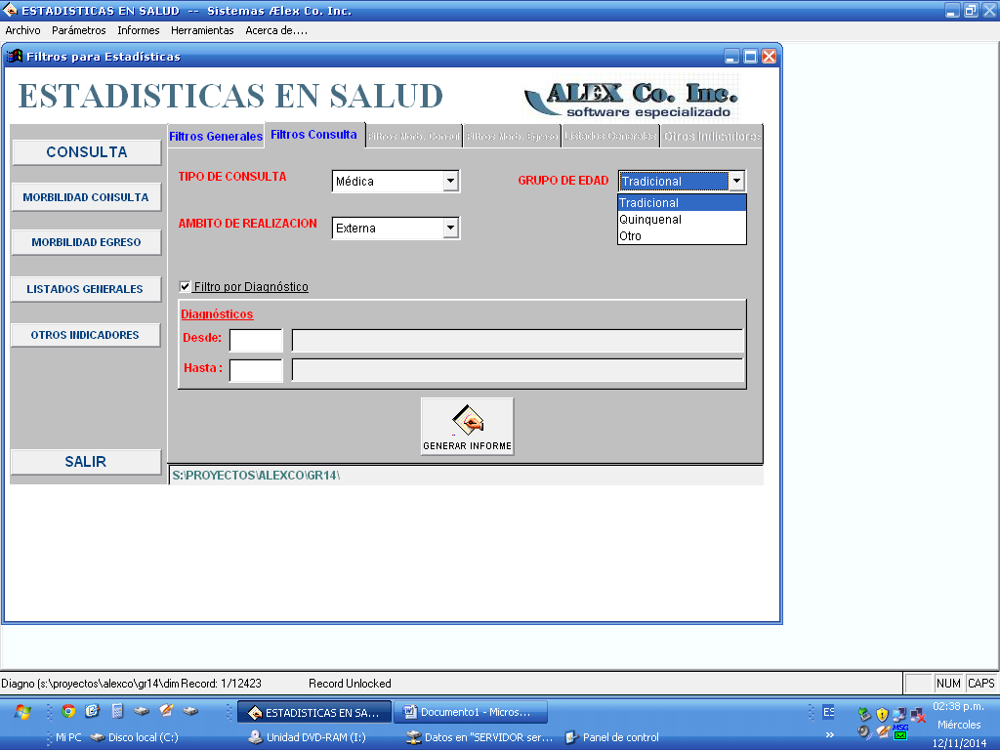 ESTADISTICAS EN SALUD -- Sistemas Ælex Co. Inc.
Archivo Parámetros Informes Herramientas Acerca de....
Filtros para Estadísticas
ESTADISTICAS EN SALUD
ALEX Co. Inc.
software especializado
Filtros Generales Filtros Consulta Filtros Morb. Consul Filtros Morb. Egreso Listados Generales Otros Indicadores
CONSULTA
MORBILIDAD CONSULTA
MORBILIDAD EGRESO
LISTADOS GENERALES
OTROS INDICADORES
SALIR
TIPO DE CONSULTA Médica GRUPO DE EDAD Tradicional
Tradicional
Quinquenal
Otro
AMBITO DE REALIZACION Externa
Filtro por Diagnóstico
Diagnósticos
Desde:
Hasta :
GENERAR INFORME
S:\PROYECTOS\ALEXCO\GR14\
Diagno (s:\proyectos\alexco\gr14\dim Record: 1/12423 Record Unlocked NUM CAPS
ESTADISTICAS EN SA... Documento1 - Micros... ES 02:38 p.m.
Mi PC Disco local (C:) Unidad DVD-RAM (I:) Datos en "SERVIDOR ser... Panel de control » MSG Miércoles
12/11/2014